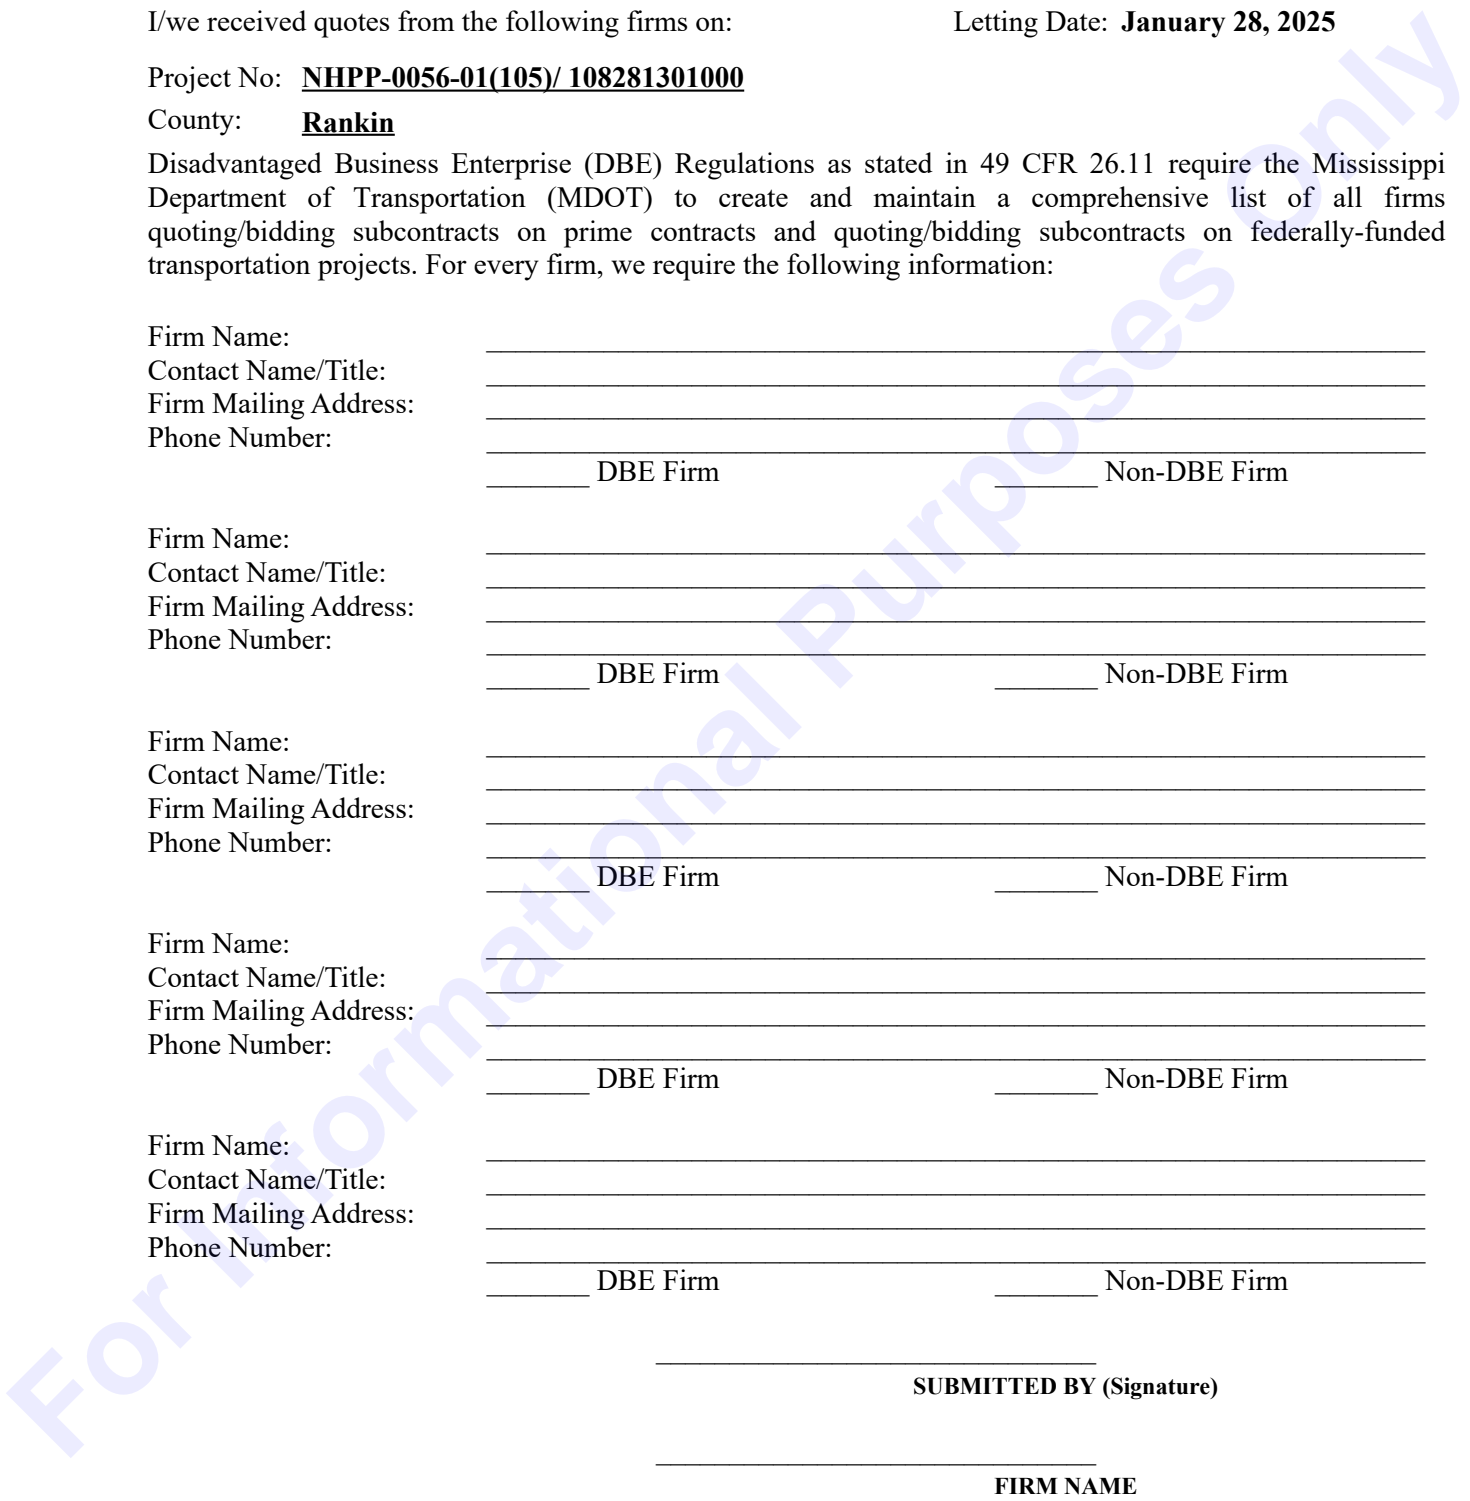 I/we received quotes from the following firms on: Letting Date: January 28, 2025
Project No: NHPP-0056-01(105)/ 108281301000
County: Rankin
Disadvantaged Business Enterprise (DBE) Regulations as stated in 49 CFR 26.11 require the Mississippi
Department of Transportation (MDOT) to create and maintain a comprehensive list of all firms
quoting/bidding subcontracts on prime contracts and quoting/bidding subcontracts on federally-funded
transportation projects. For every firm, we require the following information:
Firm Name:
Contact Name/Title:
Firm Mailing Address:
Phone Number:
DBE Firm Non-DBE Firm
Firm Name:
Contact Name/Title:
Firm Mailing Address:
Phone Number:
DBE Firm Non-DBE Firm
Firm Name:
Contact Name/Title:
Firm Mailing Address:
Phone Number:
DBE Firm Non-DBE Firm
Firm Name:
Contact Name/Title:
Firm Mailing Address:
Phone Number:
DBE Firm Non-DBE Firm
Firm Name:
Contact Name/Title:
Firm Mailing Address:
Phone Number:
DBE Firm Non-DBE Firm
SUBMITTED BY (Signature)
FIRM NAME
For Informational Purposes Only